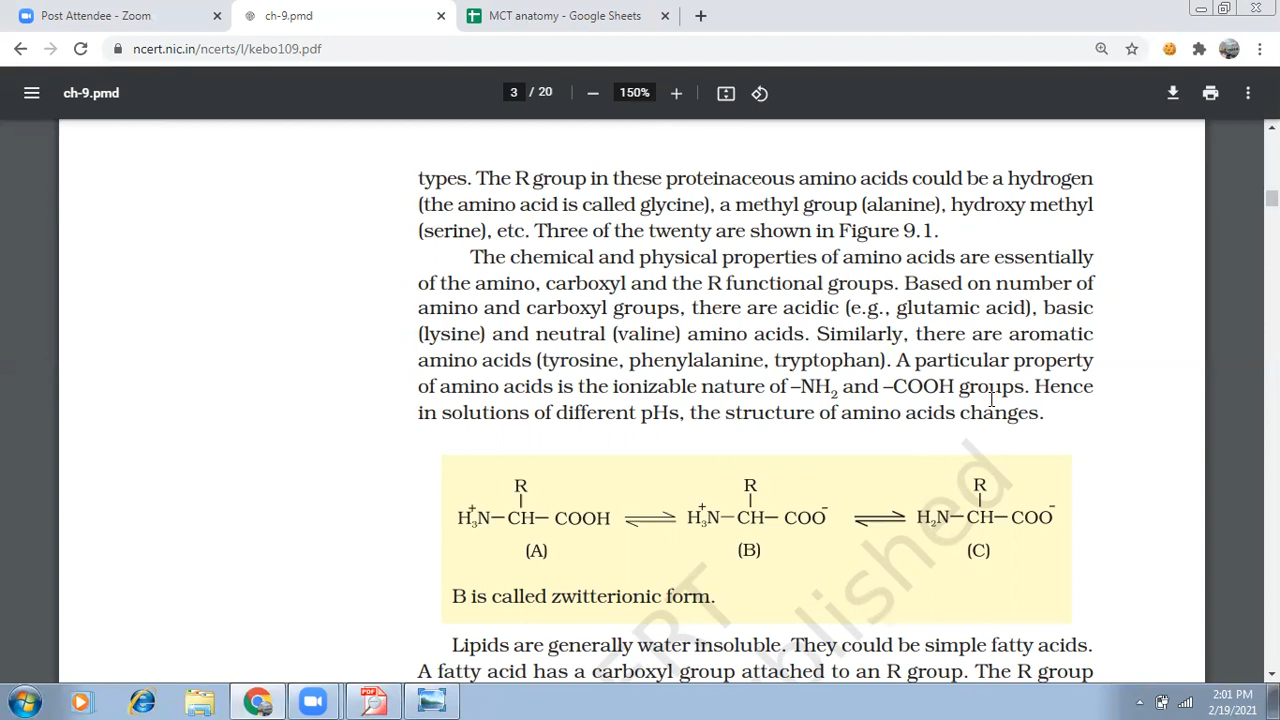 Post Attendee - Zoom
ch-9.pmd
MCT anatomy - Google Sheets
ncert.nic.in/ncerts/l/kebo109.pdf
ch-9.pmd
3 / 20
150%
types. The R group in these proteinaceous amino acids could be a hydrogen
(the amino acid is called glycine), a methyl group (alanine), hydroxy methyl
(serine), etc. Three of the twenty are shown in Figure 9.1.
The chemical and physical properties of amino acids are essentially
of the amino, carboxyl and the R functional groups. Based on number of
amino and carboxyl groups, there are acidic (e.g., glutamic acid), basic
(lysine) and neutral (valine) amino acids. Similarly, there are aromatic
amino acids (tyrosine, phenylalanine, tryptophan). A particular property
of amino acids is the ionizable nature of –NH₂ and –COOH groups. Hence
in solutions of different pHs, the structure of amino acids changes.
R R R
H₃⁺N–CH–COOH ⇌ H₃⁺N–CH–COO⁻ ⇌ H₂N–CH–COO⁻
(A) (B) (C)
B is called zwitterionic form.
Lipids are generally water insoluble. They could be simple fatty acids.
A fatty acid has a carboxyl group attached to an R group. The R group
2:01 PM
2/19/2021